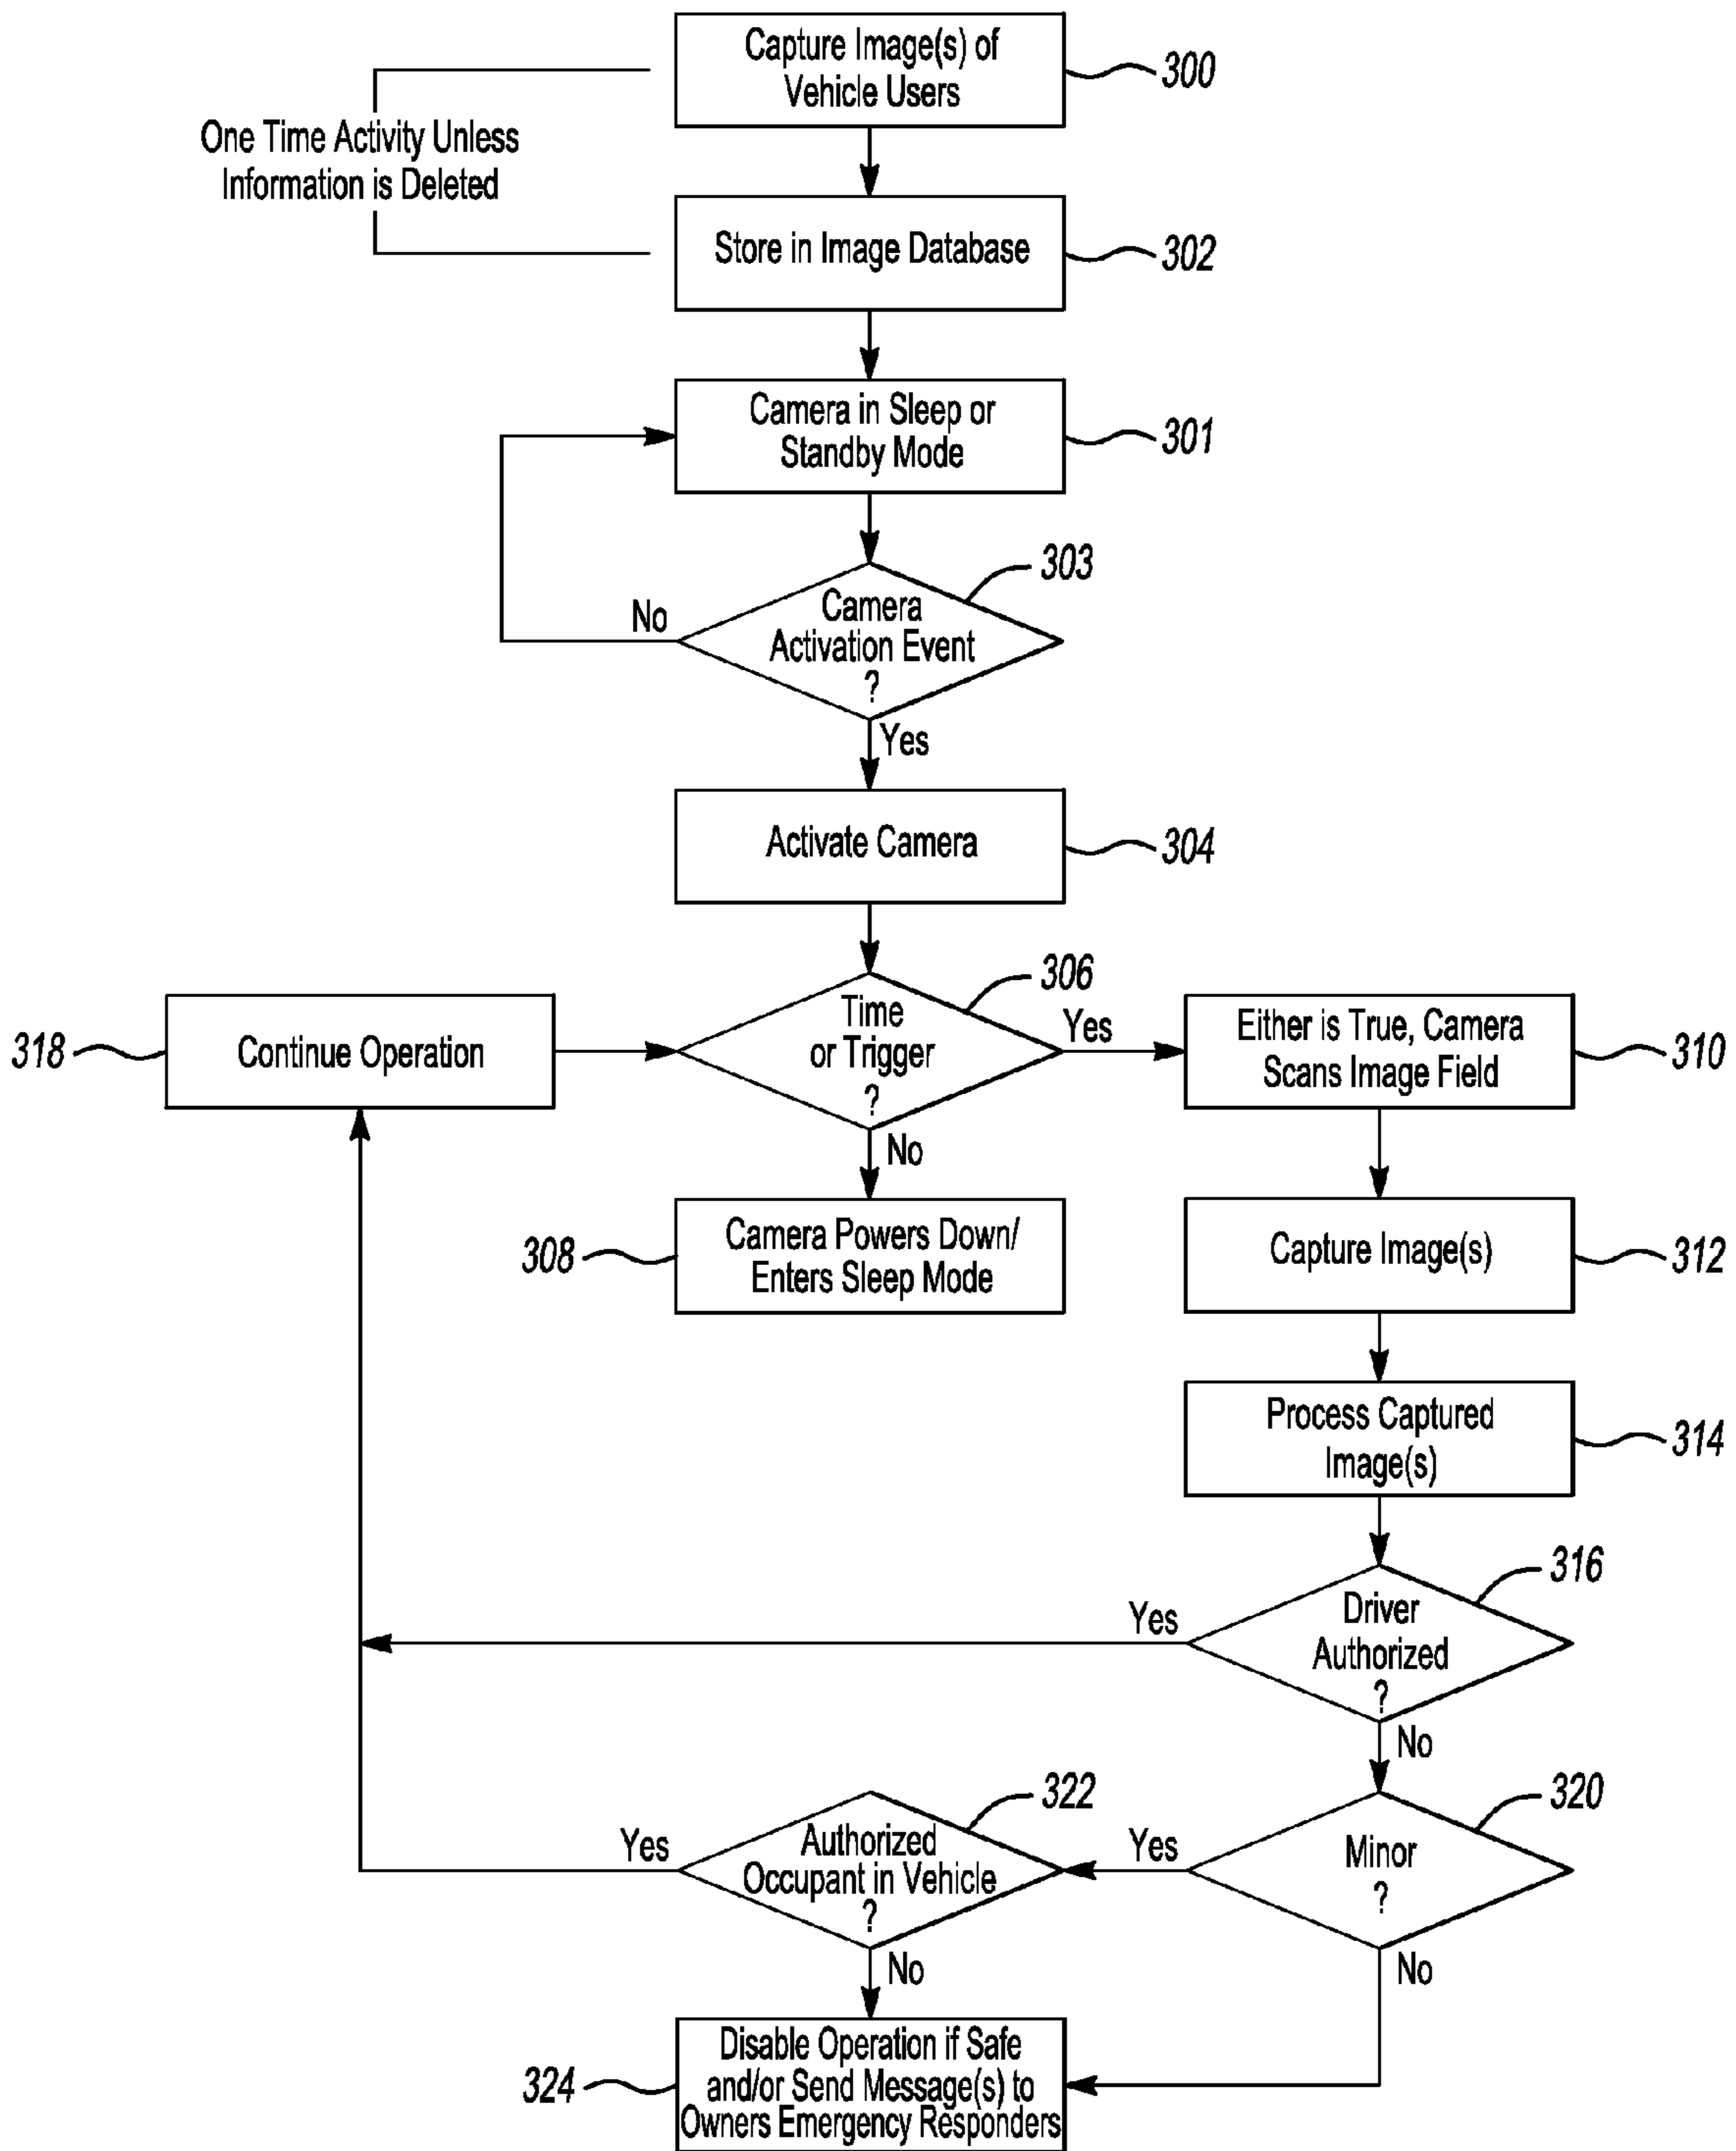 Capture Image(s) of
Vehicle Users
300
One Time Activity Unless
Information is Deleted
Store in Image Database
302
Camera in Sleep or
Standby Mode
301
303
Camera
Activation Event
?
No
Yes
Activate Camera
304
306
Time
or Trigger
?
Yes
No
318
Continue Operation
Either is True, Camera
Scans Image Field
310
308
Camera Powers Down/
Enters Sleep Mode
Capture Image(s)
312
Process Captured
Image(s)
314
316
Driver
Authorized
?
Yes
No
322
Authorized
Occupant in Vehicle
?
Yes
No
320
Minor
?
Yes
No
324
Disable Operation if Safe
and/or Send Message(s) to
Owners Emergency Responders